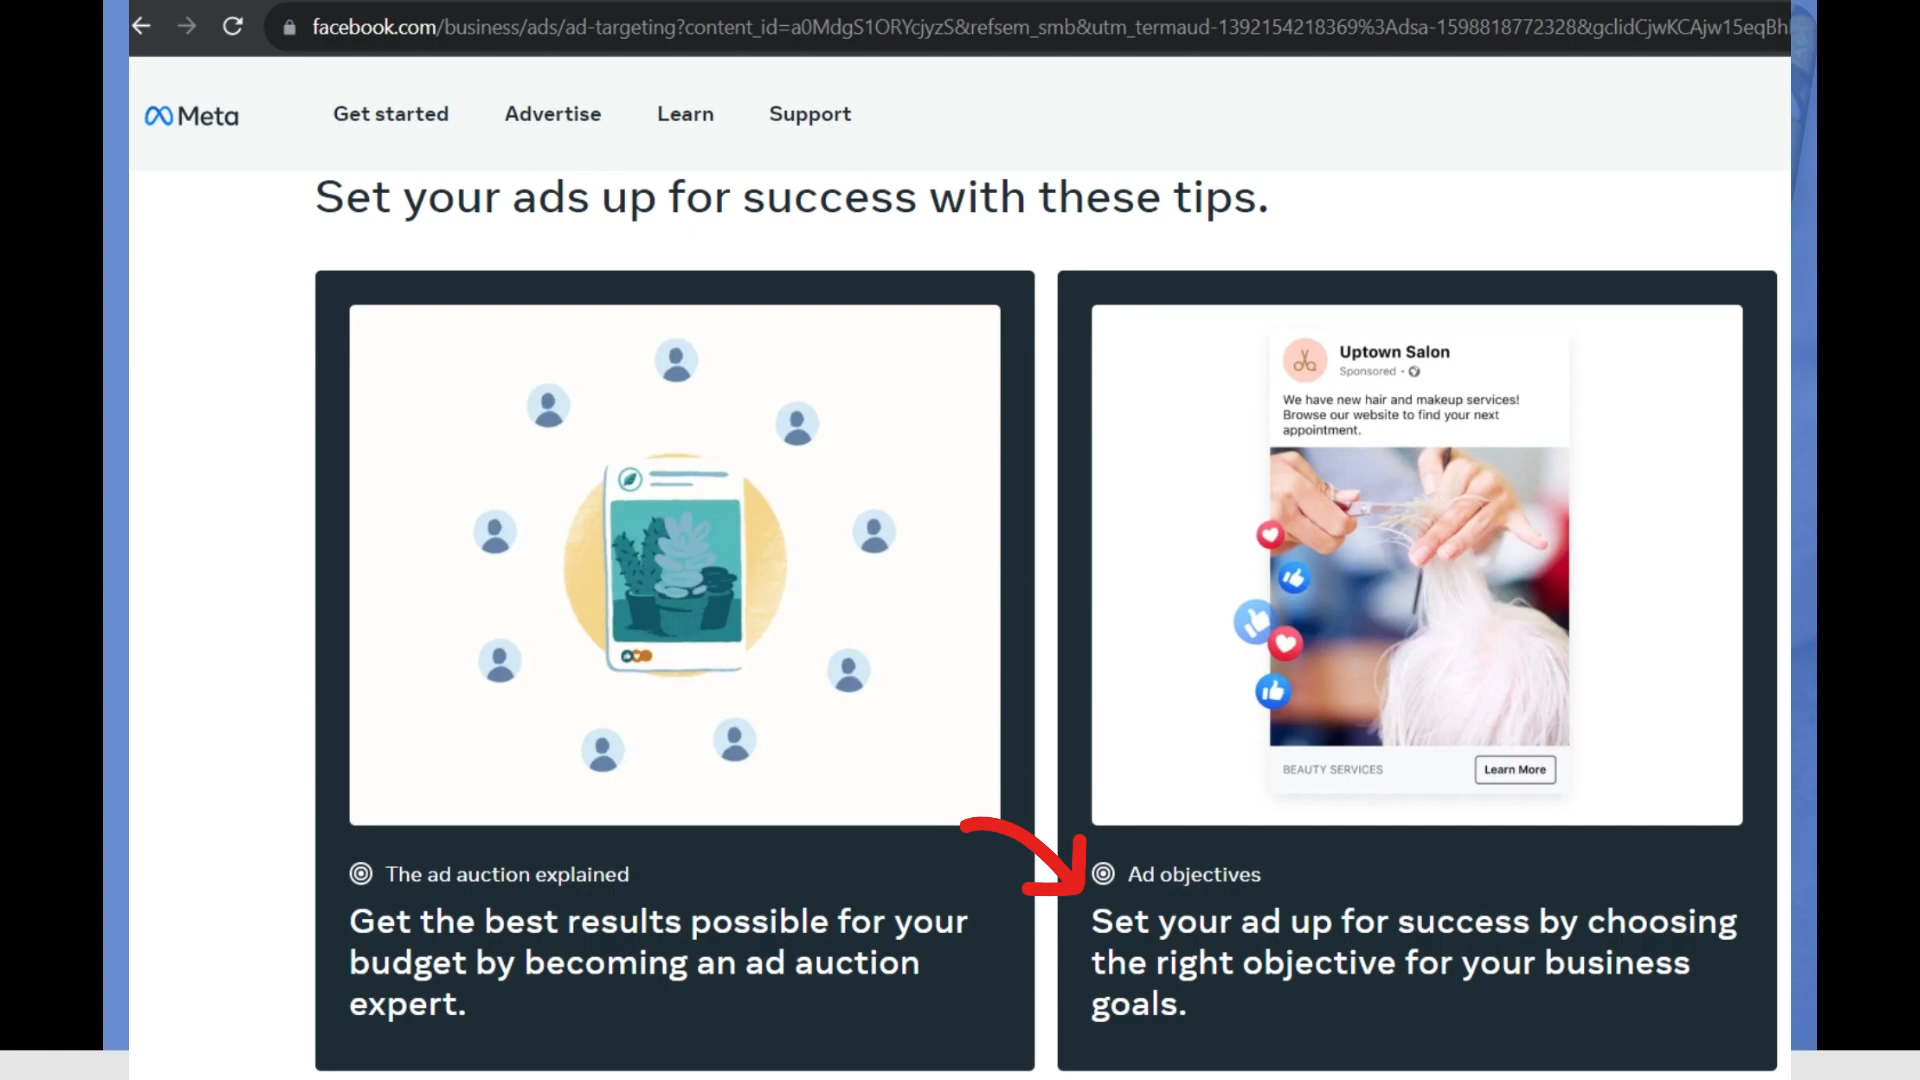 facebook.com/business/ads/ad-targeting?content_id=a0MdgS1ORYcjyzS&refsem_smb&utm_termaud-1392154218369%3Adsa-1598818772328&gclidCjwKCAjw15eqBh
Meta
Get started
Advertise
Learn
Support
Set your ads up for success with these tips.
The ad auction explained
Get the best results possible for your
budget by becoming an ad auction
expert.
Uptown Salon
Sponsored
We have new hair and makeup services!
Browse our website to find your next
appointment.
BEAUTY SERVICES
Learn More
Ad objectives
Set your ad up for success by choosing
the right objective for your business
goals.